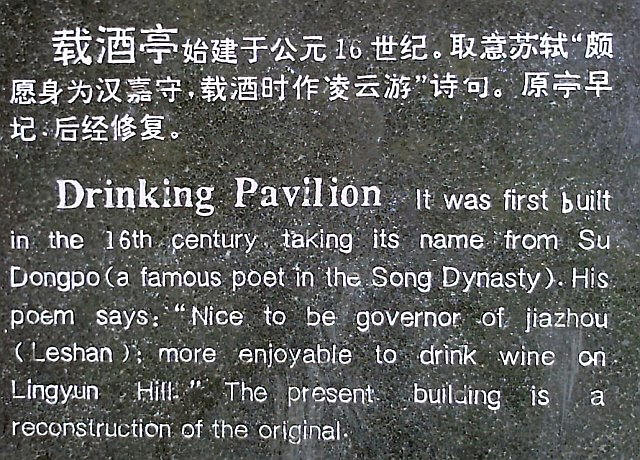 载酒亭始建于公元16世纪。取意苏轼“颇
愿身为汉嘉守,载酒时作凌云游”诗句。原亭早
圮.后经修复。
Drinking Pavilion It was first built
in the 16th century taking its name from Su
Dongpo(a famous poet in the Song Dynasty). His
poem says:“Nice to be governor of jiazhou
(Leshan); more enjoyable to drink wine on
Lingyun Hill.” The present building is a
reconstruction of the original.